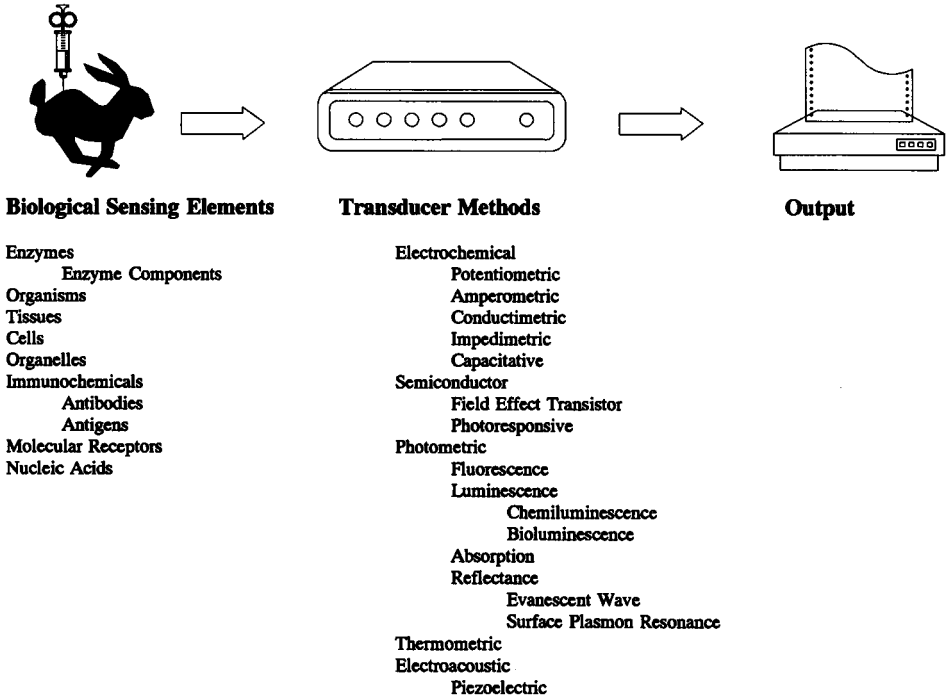 Biological Sensing Elements
Enzymes
Enzyme Components
Organisms
Tissues
Cells
Organelles
Immunochemicals
Antibodies
Antigens
Molecular Receptors
Nucleic Acids
Transducer Methods
Electrochemical
Potentiometric
Amperometric
Conductimetric
Impedimetric
Capacitative
Semiconductor
Field Effect Transistor
Photoresponsive
Photometric
Fluorescence
Luminescence
Chemiluminescence
Bioluminescence
Absorption
Reflectance
Evanescent Wave
Surface Plasmon Resonance
Thermometric
Electroacoustic
Piezoelectric
Output